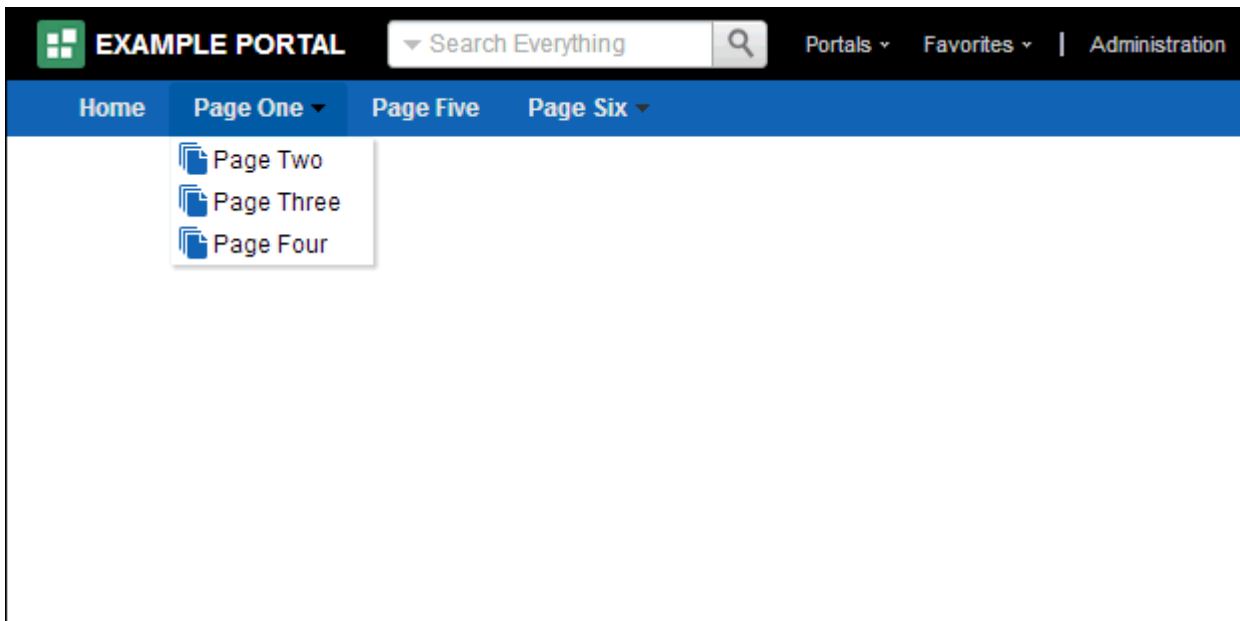 EXAMPLE PORTAL Search Everything Portals Favorites | Administration
Home Page One Page Five Page Six
Page Two
Page Three
Page Four